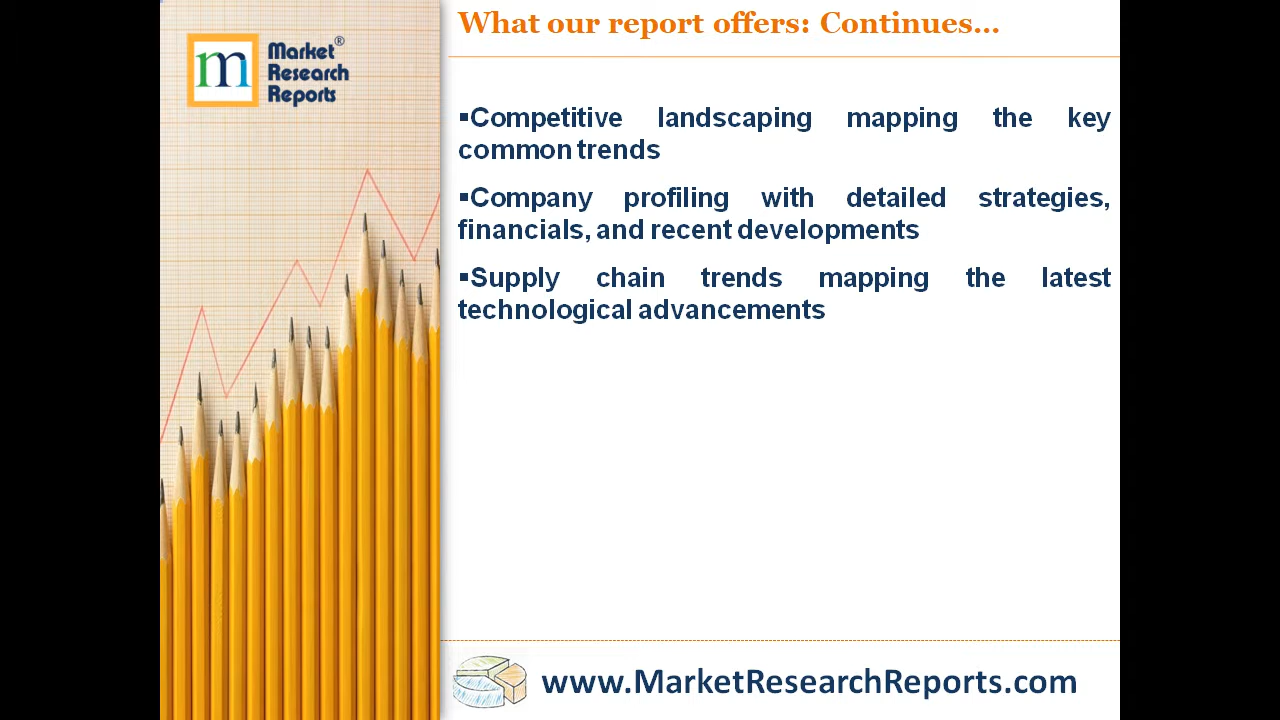 What our report offers: Continues...
m
Market®
Research
Reports
▪Competitive landscaping mapping the key
common trends
▪Company profiling with detailed strategies,
financials, and recent developments
▪Supply chain trends mapping the latest
technological advancements
www.MarketResearchReports.com